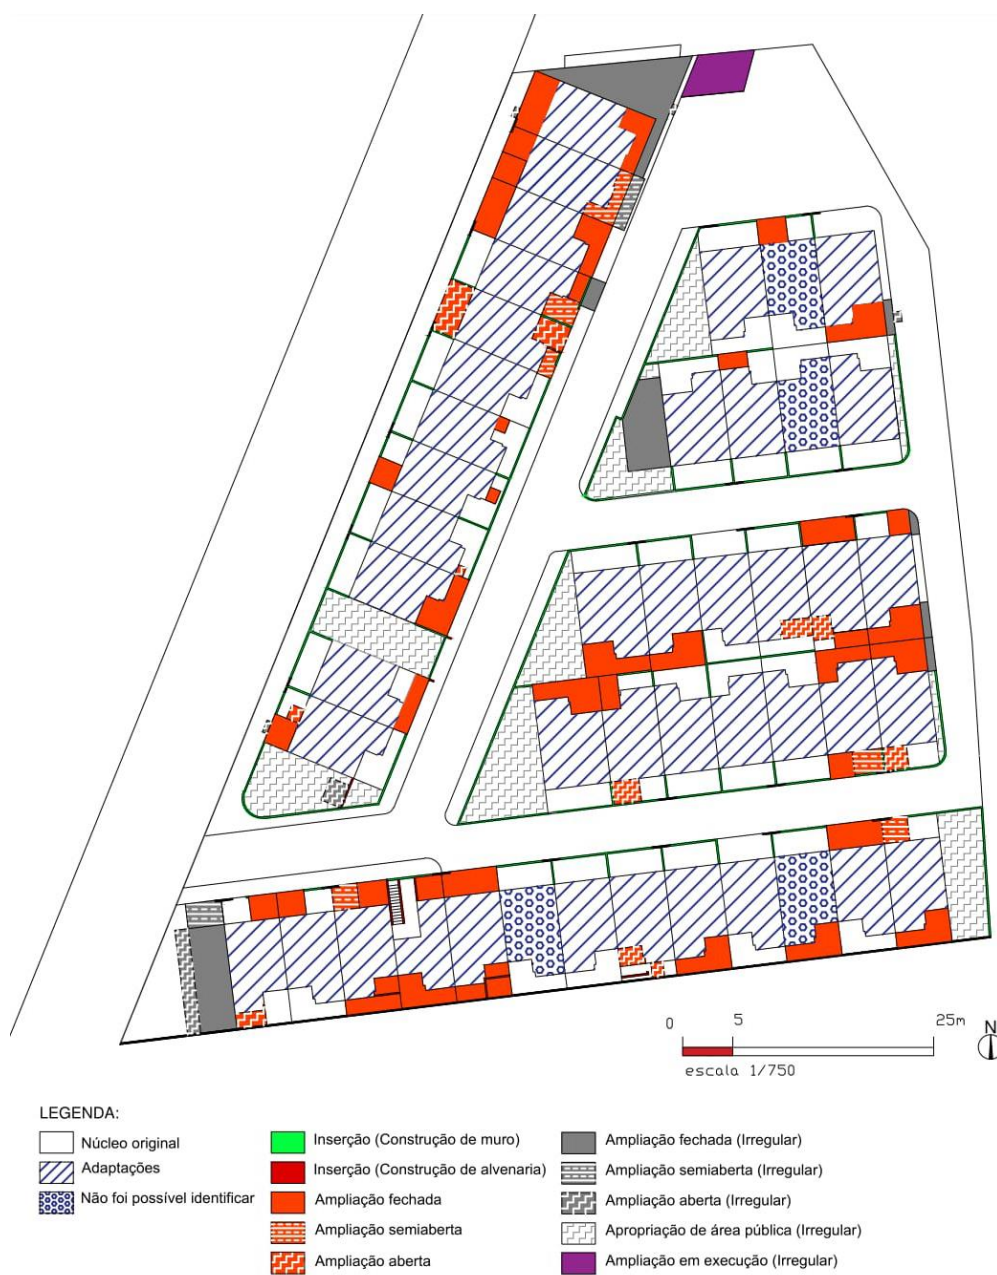 0 5 25m
N
escala 1/750
LEGENDA:
Núcleo original
Adaptações
Não foi possível identificar
Inserção (Construção de muro)
Inserção (Construção de alvenaria)
Ampliação fechada
Ampliação semiaberta
Ampliação aberta
Ampliação fechada (Irregular)
Ampliação semiaberta (Irregular)
Ampliação aberta (Irregular)
Apropriação de área pública (Irregular)
Ampliação em execução (Irregular)